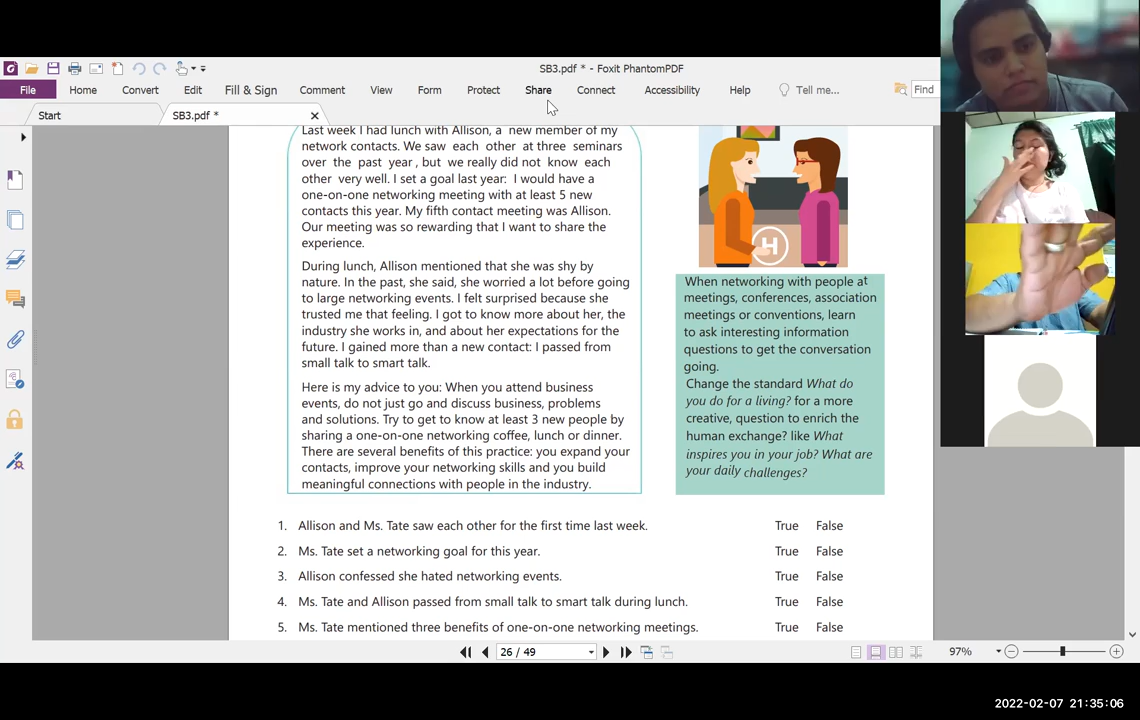 SB3.pdf * - Foxit PhantomPDF
File Home Convert Edit Fill & Sign Comment View Form Protect Share Connect Accessibility Help Tell me... Find
Start SB3.pdf *
Last week I had lunch with Allison, a new member of my
network contacts. We saw each other at three seminars
over the past year, but we really did not know each
other very well. I set a goal last year: I would have a
one-on-one networking meeting with at least 5 new
contacts this year. My fifth contact meeting was Allison.
Our meeting was so rewarding that I want to share the
experience.
During lunch, Allison mentioned that she was shy by
nature. In the past, she said, she worried a lot before going
to large networking events. I felt surprised because she
trusted me that feeling. I got to know more about her, the
industry she works in, and about her expectations for the
future. I gained more than a new contact: I passed from
small talk to smart talk.
Here is my advice to you: When you attend business
events, do not just go and discuss business, problems
and solutions. Try to get to know at least 3 new people by
sharing a one-on-one networking coffee, lunch or dinner.
There are several benefits of this practice: you expand your
contacts, improve your networking skills and you build
meaningful connections with people in the industry.
H
When networking with people at
meetings, conferences, association
meetings or conventions, learn
to ask interesting information
questions to get the conversation
going.
Change the standard What do
you do for a living? for a more
creative, question to enrich the
human exchange? like What
inspires you in your job? What are
your daily challenges?
1. Allison and Ms. Tate saw each other for the first time last week. True False
2. Ms. Tate set a networking goal for this year. True False
3. Allison confessed she hated networking events. True False
4. Ms. Tate and Allison passed from small talk to smart talk during lunch. True False
5. Ms. Tate mentioned three benefits of one-on-one networking meetings. True False
26 / 49
97%
2022-02-07 21:35:06